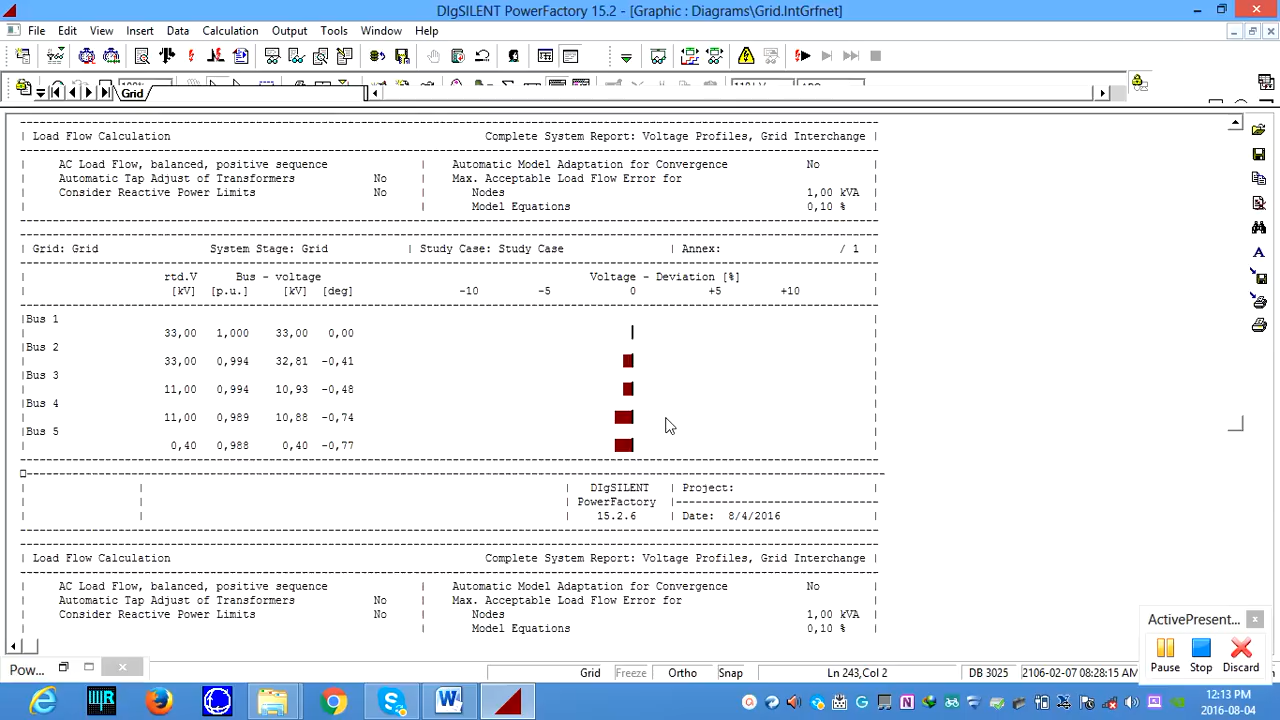 DIgSILENT PowerFactory 15.2 - [Graphic : Diagrams\Grid.IntGrfnet]
File Edit View Insert Data Calculation Output Tools Window Help
Grid
| Load Flow Calculation Complete System Report: Voltage Profiles, Grid Interchange |
| AC Load Flow, balanced, positive sequence | Automatic Model Adaptation for Convergence No |
| Automatic Tap Adjust of Transformers No | Max. Acceptable Load Flow Error for |
| Consider Reactive Power Limits No | Nodes 1,00 kVA |
| | Model Equations 0,10 % |
| Grid: Grid System Stage: Grid | Study Case: Study Case | Annex: / 1 |
| rtd.V Bus - voltage Voltage - Deviation [%] |
| [kV] [p.u.] [kV] [deg] -10 -5 0 +5 +10 |
|Bus 1 |
| 33,00 1,000 33,00 0,00 |
|Bus 2 |
| 33,00 0,994 32,81 -0,41 |
|Bus 3 |
| 11,00 0,994 10,93 -0,48 |
|Bus 4 |
| 11,00 0,989 10,88 -0,74 |
|Bus 5 |
| 0,40 0,988 0,40 -0,77 |
| | | DIgSILENT | Project: |
| | | PowerFactory |
| | | 15.2.6 | Date: 8/4/2016 |
| Load Flow Calculation Complete System Report: Voltage Profiles, Grid Interchange |
| AC Load Flow, balanced, positive sequence | Automatic Model Adaptation for Convergence No |
| Automatic Tap Adjust of Transformers No | Max. Acceptable Load Flow Error for |
| Consider Reactive Power Limits No | Nodes 1,00 kVA |
| | Model Equations 0,10 % |
ActivePresent...
Pause Stop Discard
Pow...
Grid Freeze Ortho Snap Ln 243,Col 2 DB 3025 2106-02-07 08:28:15 AM
12:13 PM
2016-08-04